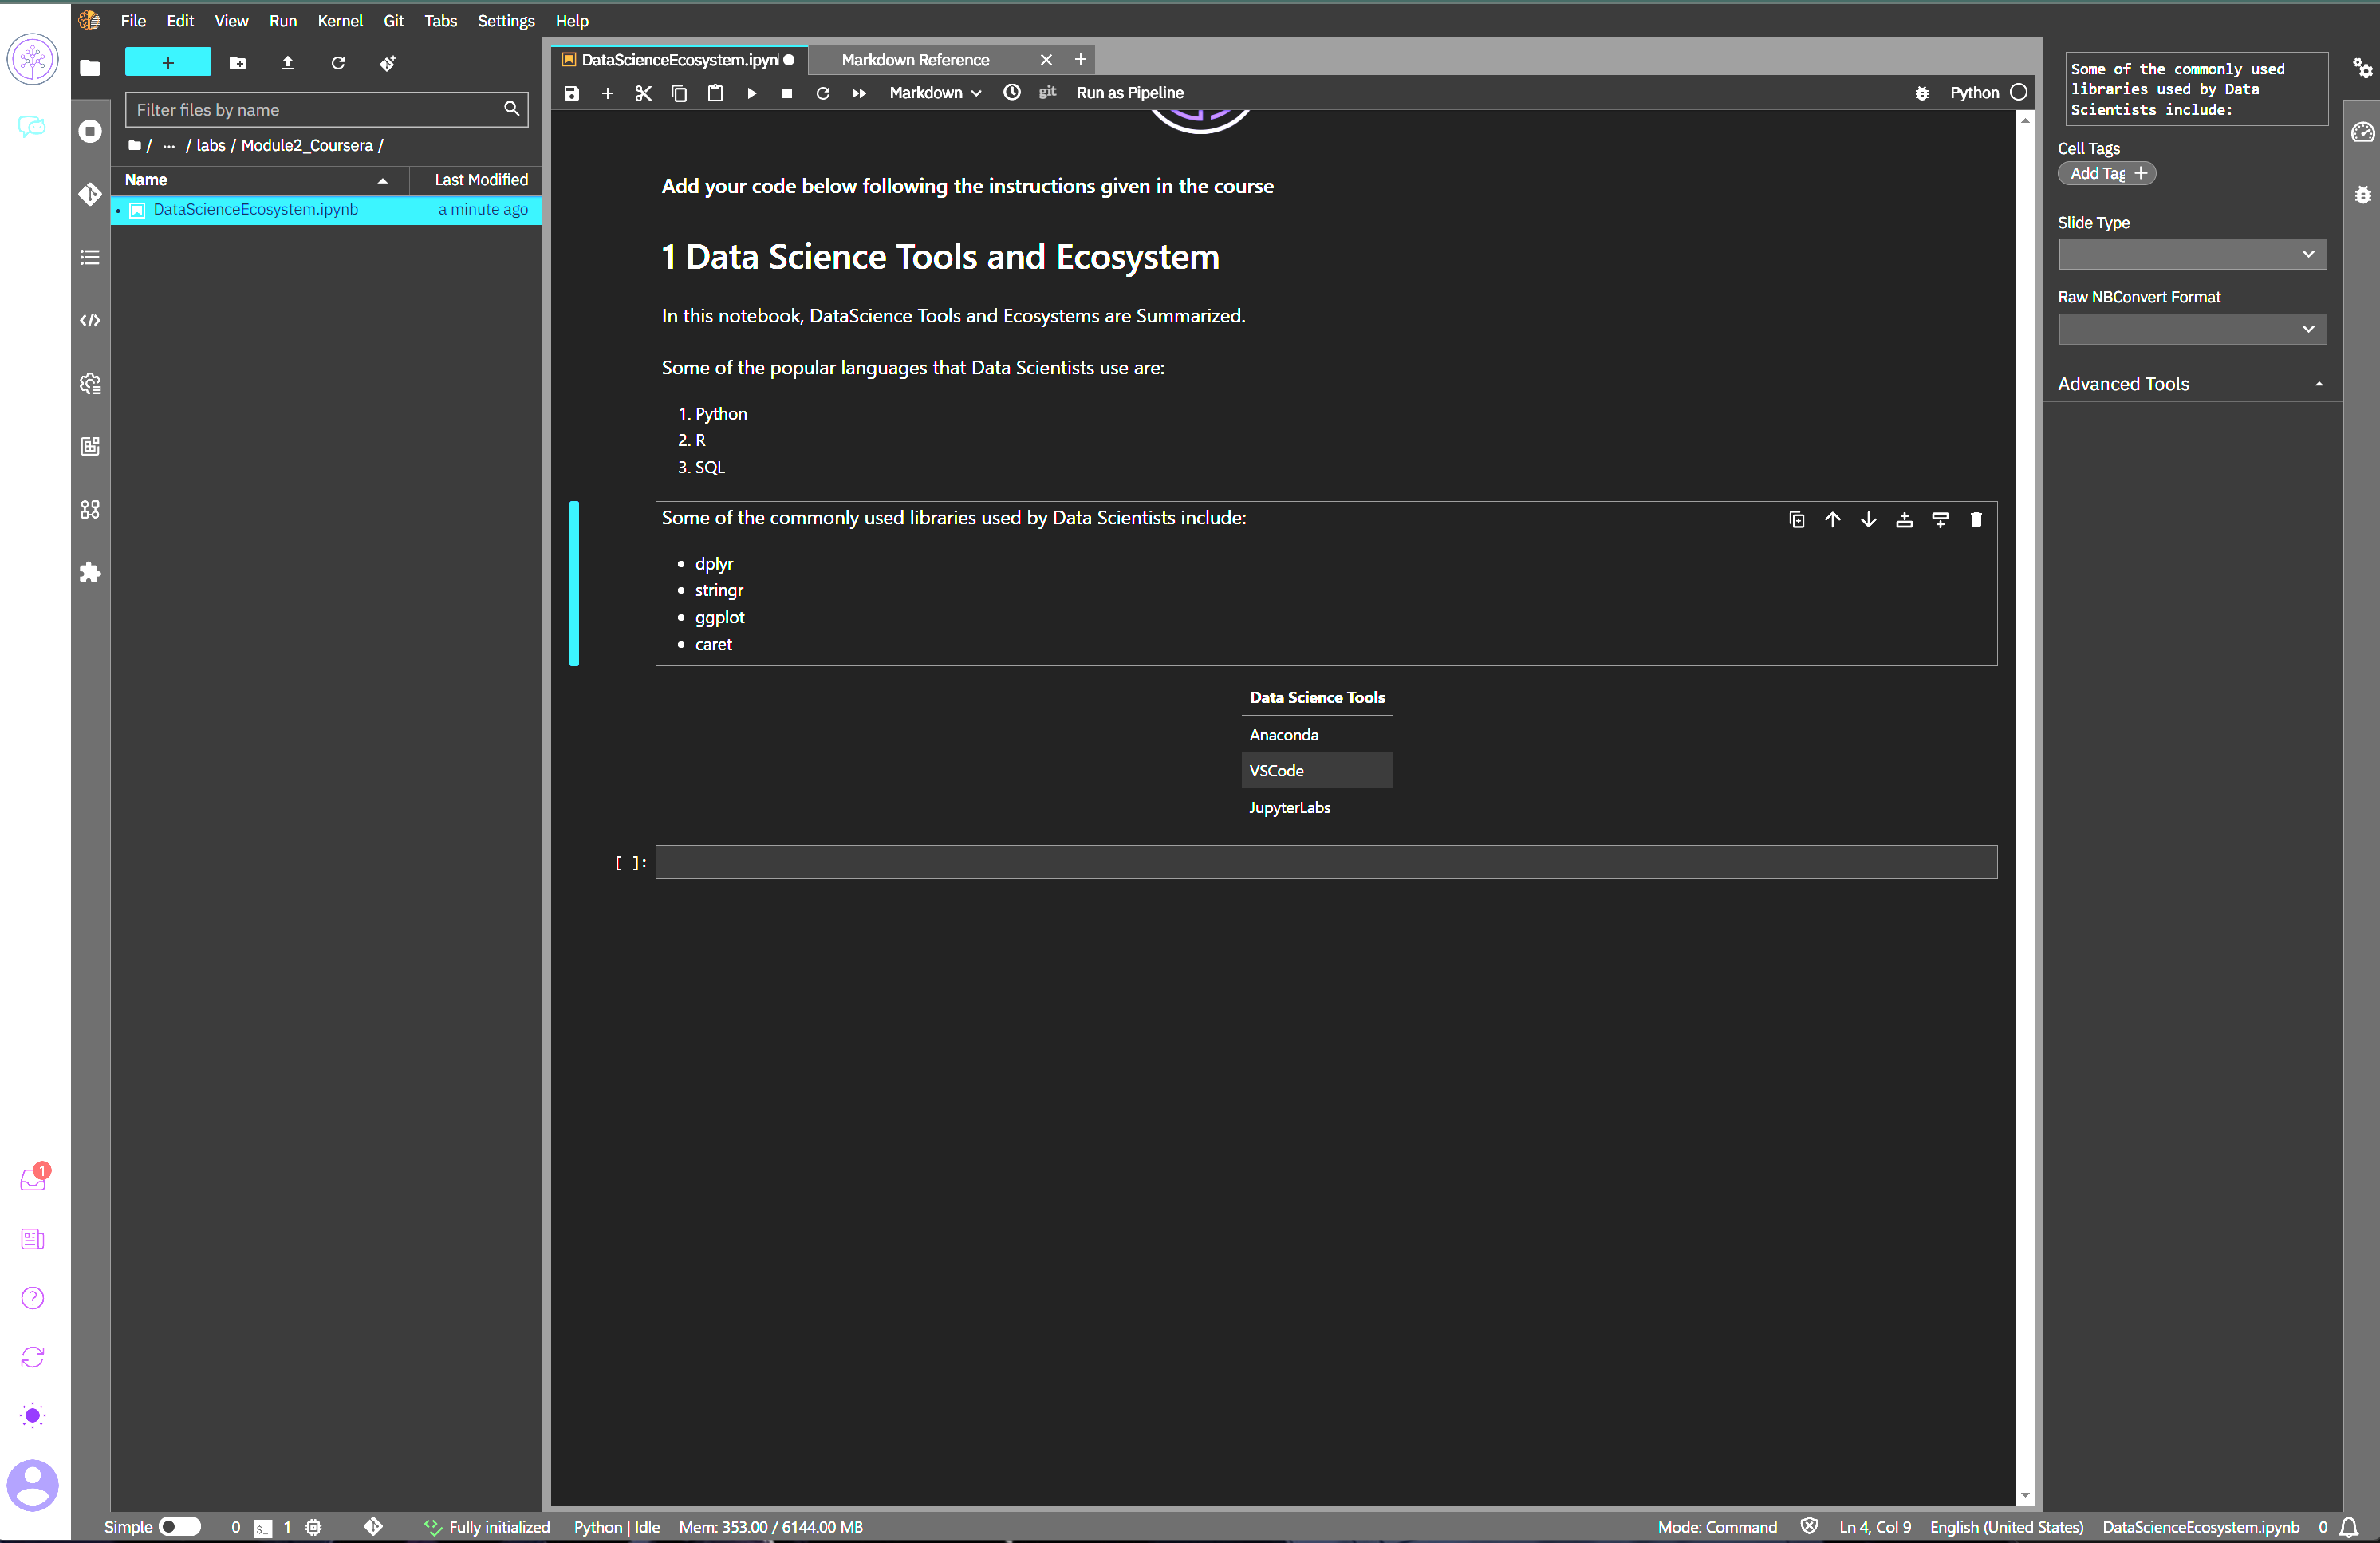 File Edit View Run Kernel Git Tabs Settings Help
Filter files by name
/ ... / labs / Module2_Coursera /
Name Last Modified
DataScienceEcosystem.ipynb a minute ago
DataScienceEcosystem.ipyn Markdown Reference
Markdown git Run as Pipeline Python
Add your code below following the instructions given in the course
1 Data Science Tools and Ecosystem
In this notebook, DataScience Tools and Ecosystems are Summarized.
Some of the popular languages that Data Scientists use are:
1. Python
2. R
3. SQL
Some of the commonly used libraries used by Data Scientists include:
• dplyr
• stringr
• ggplot
• caret
Data Science Tools
Anaconda
VSCode
JupyterLabs
[ ]:
Some of the commonly used
libraries used by Data
Scientists include:
Cell Tags
Add Tag
Slide Type
Raw NBConvert Format
Advanced Tools
1
Simple 0 $_ 1 Fully initialized Python | Idle Mem: 353.00 / 6144.00 MB Mode: Command Ln 4, Col 9 English (United States) DataScienceEcosystem.ipynb 0